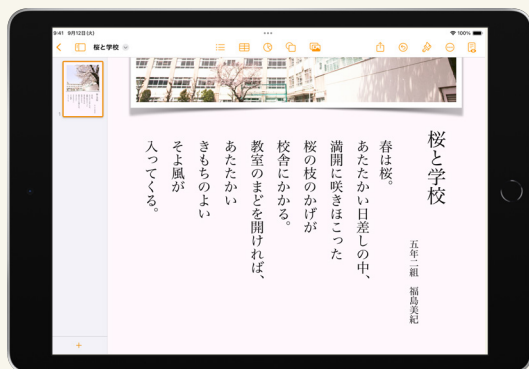 9:41 9月12日(火)
100%
桜と学校
桜と学校
五年二組 福島美紀
春は桜。
あたたかい日差しの中、
満開に咲きほこった
桜の枝のかげが
校舎にかかる。
教室のまどを開ければ、
あたたかい
きもちのよい
そよ風が
入ってくる。